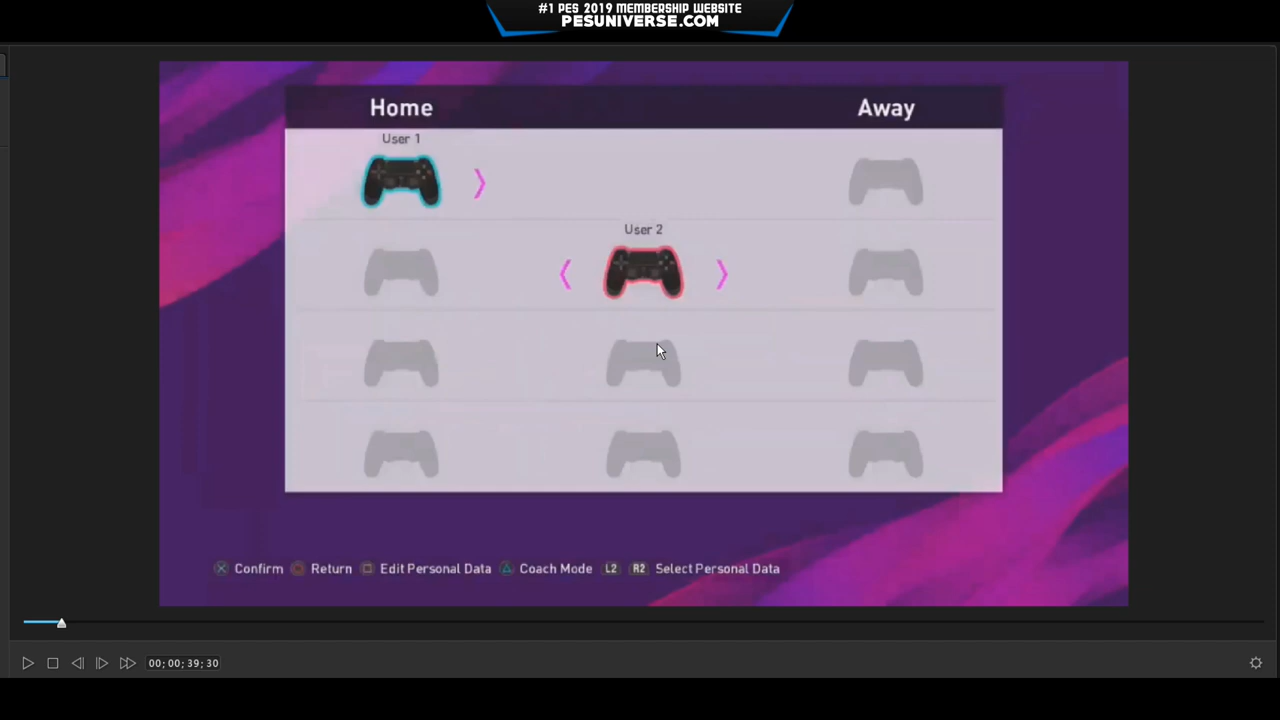 #1 PES 2019 MEMBERSHIP WEBSITE
PESUNIVERSE.COM
Home Away
User 1
User 2
Confirm Return Edit Personal Data Coach Mode L2 R2 Select Personal Data
00; 00; 39; 30